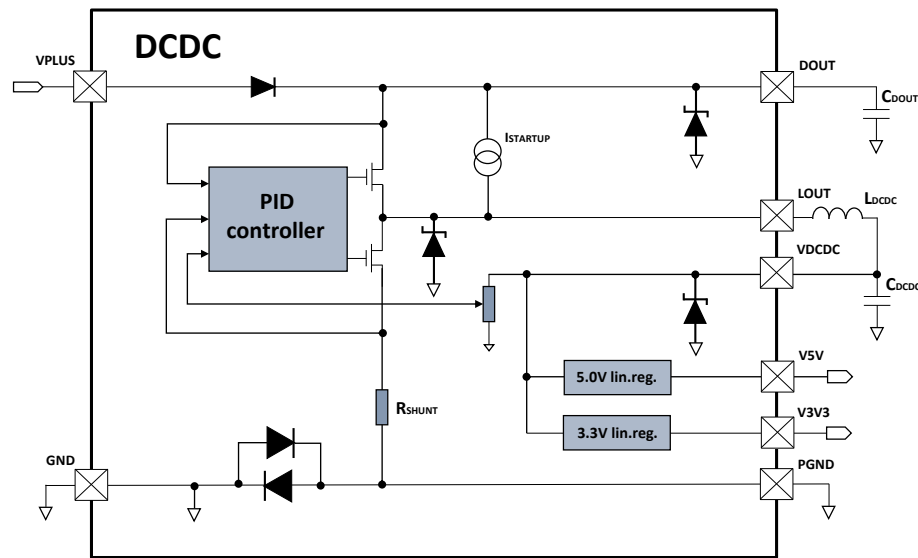 DCDC
VPLUS
DOUT
CDOUT
ISTARTUP
PID
controller
LOUT
LDCDC
VDCDC
CDCDC
V5V
5.0V lin.reg.
RSHUNT
V3V3
3.3V lin.reg.
GND
PGND